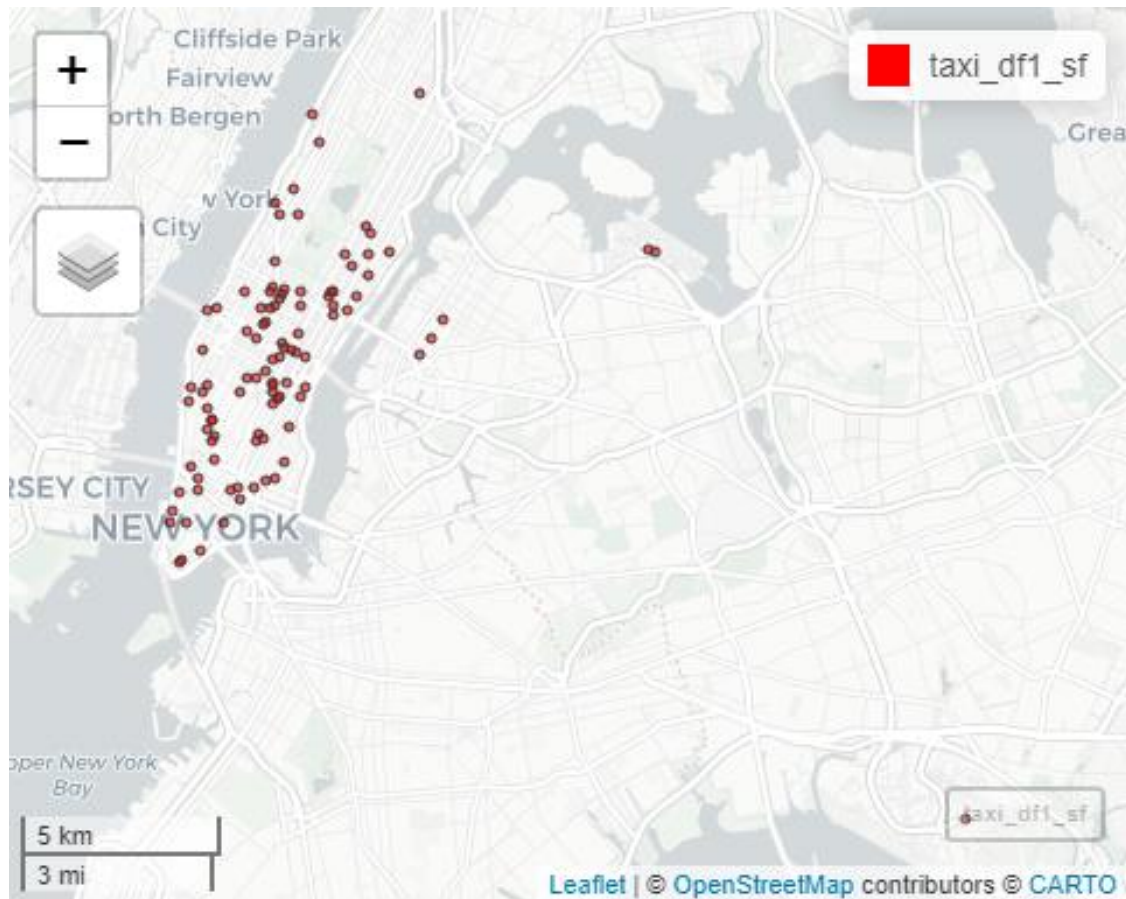 Cliffside Park
Fairview
orth Bergen
+
−
taxi_df1_sf
Grea
w York
n City
RSEY CITY
NEW YORK
pper New York
Bay
5 km
3 mi
taxi_df1_sf
Leaflet | © OpenStreetMap contributors © CARTO